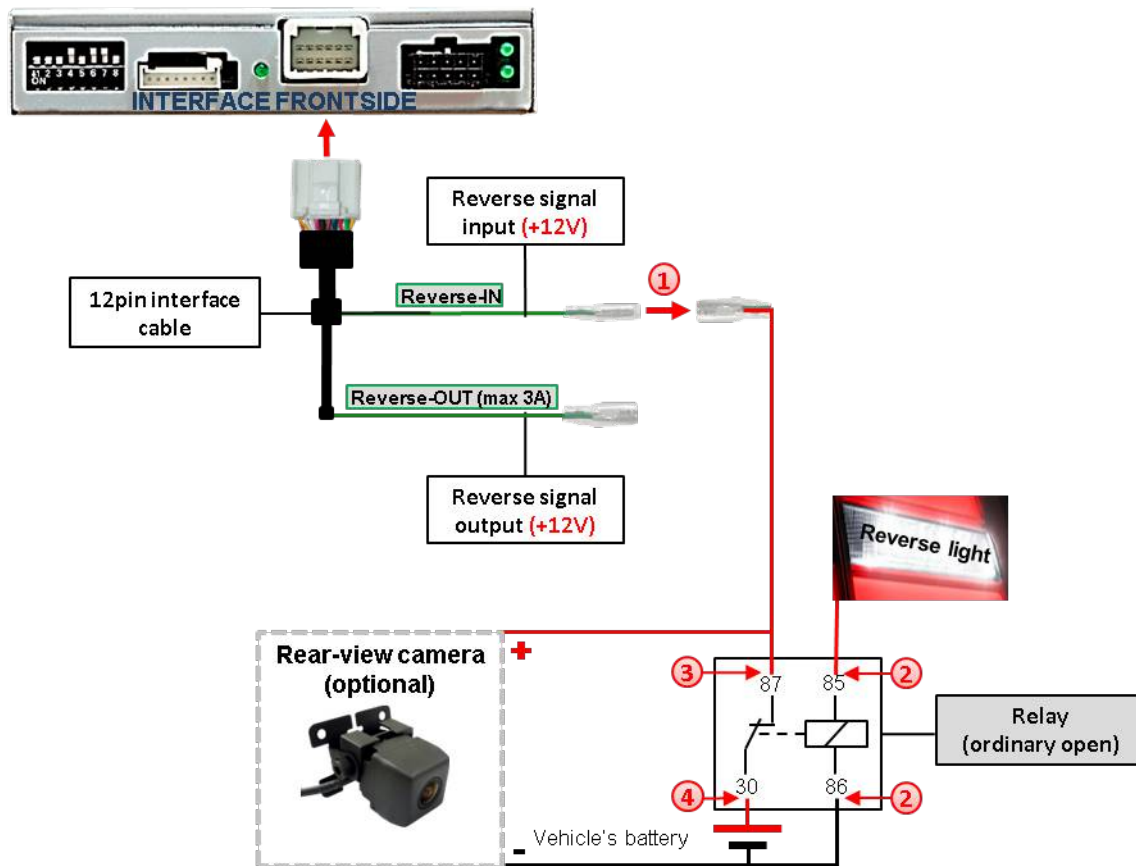 1 2 3 4 5 6 7 8
ON
INTERFACE FRONTSIDE
Reverse signal
input (+12V)
12pin interface
cable
Reverse-IN
1
Reverse-OUT (max 3A)
Reverse signal
output (+12V)
Reverse light
Rear-view camera
(optional)
+
3
87
85
2
Relay
(ordinary open)
4
30
86
2
-
Vehicle's battery